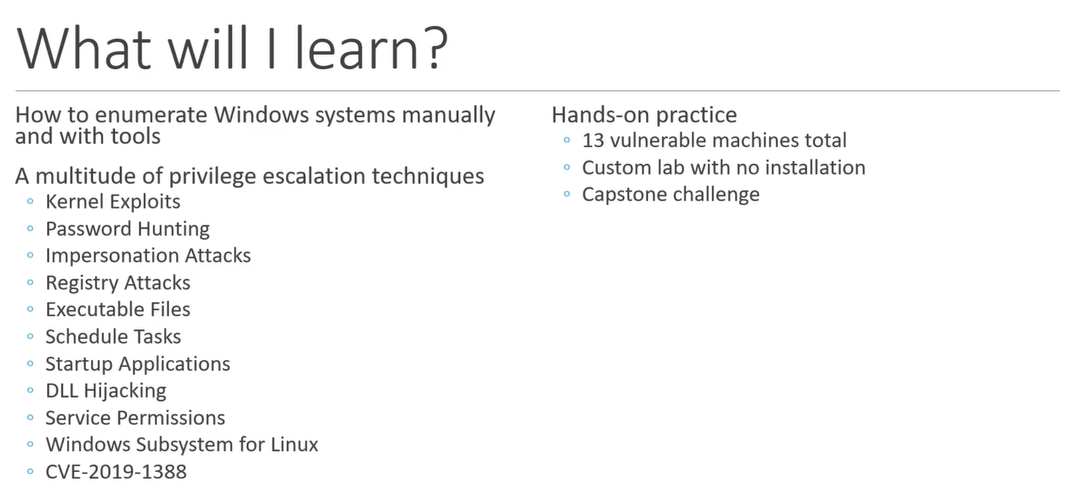 What will I learn?
How to enumerate Windows systems manually
and with tools
A multitude of privilege escalation techniques
Kernel Exploits
Password Hunting
Impersonation Attacks
Registry Attacks
Executable Files
Schedule Tasks
Startup Applications
DLL Hijacking
Service Permissions
Windows Subsystem for Linux
CVE-2019-1388
Hands-on practice
13 vulnerable machines total
Custom lab with no installation
Capstone challenge